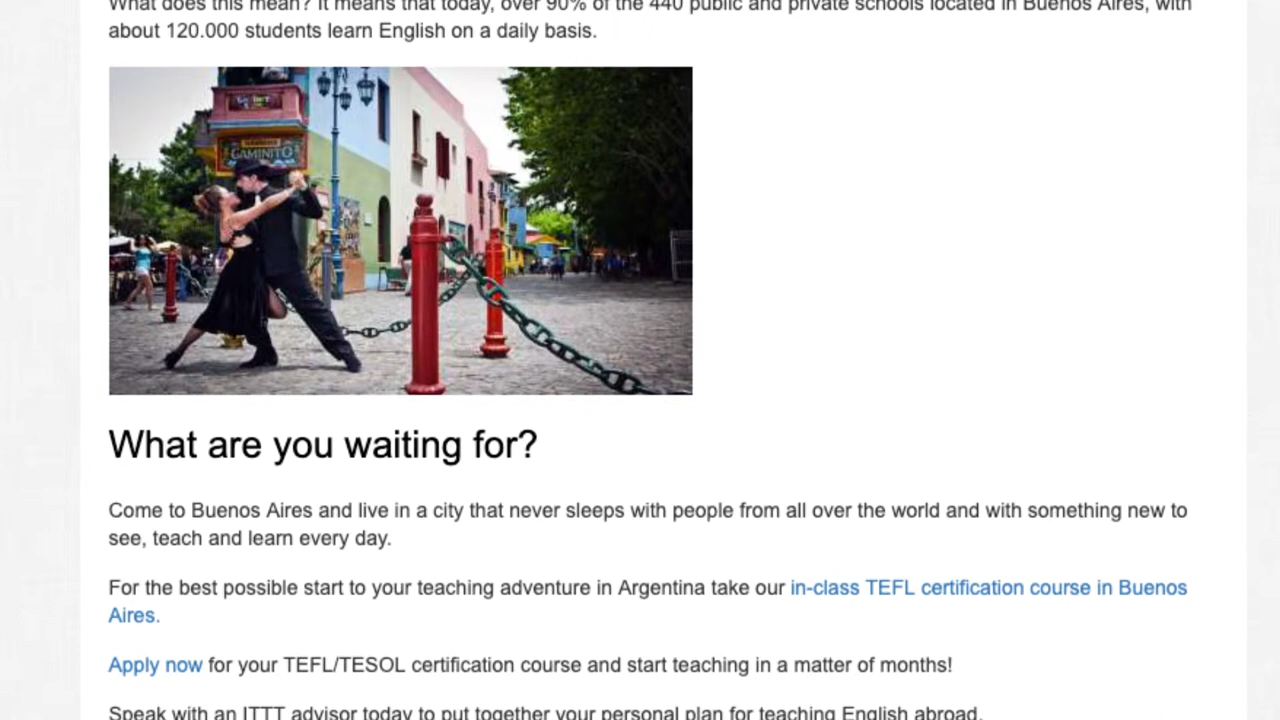 What does this mean? It means that today, over 90% of the 440 public and private schools located in Buenos Aires, with
about 120.000 students learn English on a daily basis.
CAMINITO
What are you waiting for?
Come to Buenos Aires and live in a city that never sleeps with people from all over the world and with something new to
see, teach and learn every day.
For the best possible start to your teaching adventure in Argentina take our in-class TEFL certification course in Buenos
Aires.
Apply now for your TEFL/TESOL certification course and start teaching in a matter of months!
Speak with an ITTT advisor today to put together your personal plan for teaching English abroad.